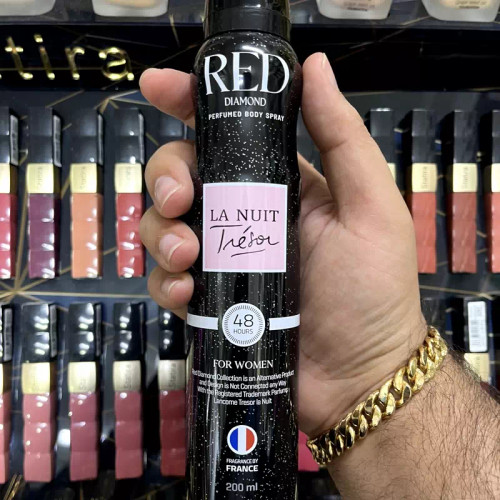 tira
RED
DIAMOND
PERFUMED BODY SPRAY
LA NUIT
Trésor
48
HOURS
FOR WOMEN
Red Diamond Collection is an Alternative Product
and Design is Not Connected any Way
With the Registered Trademark Parfums
Lancome Tresor la Nuit
FRAGRANCE BY
FRANCE
200 ml